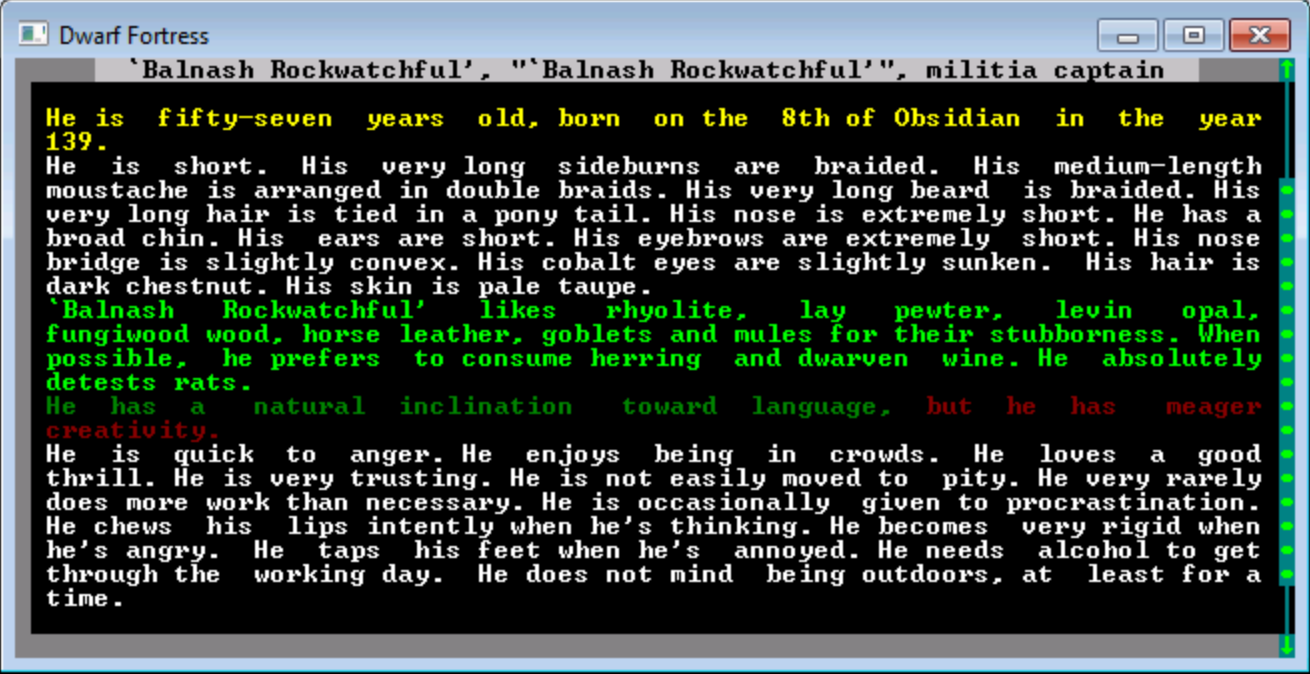 Dwarf Fortress
`Balnash Rockwatchful', "`Balnash Rockwatchful'", militia captain
He is fifty-seven years old, born on the 8th of Obsidian in the year
139.
He is short. His very long sideburns are braided. His medium-length
moustache is arranged in double braids. His very long beard is braided. His
very long hair is tied in a pony tail. His nose is extremely short. He has a
broad chin. His ears are short. His eyebrows are extremely short. His nose
bridge is slightly convex. His cobalt eyes are slightly sunken. His hair is
dark chestnut. His skin is pale taupe.
`Balnash Rockwatchful' likes rhyolite, lay pewter, levin opal,
fungiwood wood, horse leather, goblets and mules for their stubborness. When
possible, he prefers to consume herring and dwarven wine. He absolutely
detests rats.
He has a natural inclination toward language, but he has meager
creativity.
He is quick to anger. He enjoys being in crowds. He loves a good
thrill. He is very trusting. He is not easily moved to pity. He very rarely
does more work than necessary. He is occasionally given to procrastination.
He chews his lips intently when he's thinking. He becomes very rigid when
he's angry. He taps his feet when he's annoyed. He needs alcohol to get
through the working day. He does not mind being outdoors, at least for a
time.